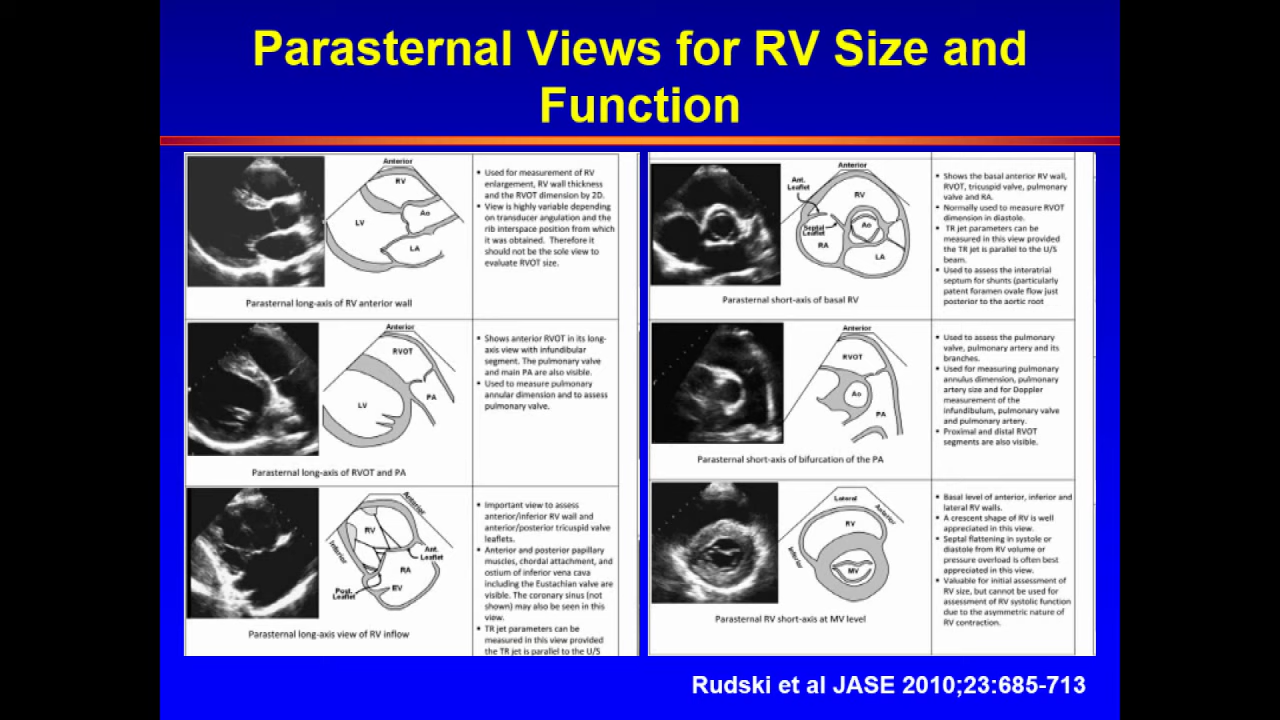 Parasternal Views for RV Size and
Function
Anterior
RV
LV
Ao
LA
Parasternal long-axis of RV anterior wall
• Used for measurement of RV
enlargement, RV wall thickness
and the RVOT dimension by 2D.
• View is highly variable depending
on transducer angulation and the
rib interspace position from which
it was obtained. Therefore it
should not be the sole view to
evaluate RVOT size.
Anterior
RVOT
LV
PA
Parasternal long-axis of RVOT and PA
• Shows anterior RVOT in its long-
axis view with infundibular
segment. The pulmonary valve
and main PA are also visible.
• Used to measure pulmonary
annular dimension and to assess
pulmonary valve.
Anterior
RV
Inferior
Ant.
Leaflet
RA
Post.
Leaflet
EV
Parasternal long-axis view of RV inflow
• Important view to assess
anterior/inferior RV wall and
anterior/posterior tricuspid valve
leaflets.
• Anterior and posterior papillary
muscles, chordal attachment, and
ostium of inferior vena cava
including the Eustachian valve are
visible. The coronary sinus (not
shown) may also be seen in this
view.
• TR jet parameters can be
measured in this view provided
the TR jet is parallel to the U/S
Anterior
Ant.
Leaflet
RV
Septal
Leaflet
Ao
RA
LA
Parasternal short-axis of basal RV
• Shows the basal anterior RV wall,
RVOT, tricuspid valve, pulmonary
valve and RA.
• Normally used to measure RVOT
dimension in diastole.
• TR jet parameters can be
measured in this view provided
the TR jet is parallel to the U/S
beam.
• Used to assess the interatrial
septum for shunts (particularly
patent foramen ovale flow just
posterior to the aortic root
Anterior
RVOT
Ao
PA
Parasternal short-axis of bifurcation of the PA
• Used to assess the pulmonary
valve, pulmonary artery and its
branches.
• Used for measuring pulmonary
annulus dimension, pulmonary
artery size and for Doppler
measurement of the
infundibulum, pulmonary valve
and pulmonary artery.
• Proximal and distal RVOT
segments are also visible.
Lateral
Anterior
RV
Inferior
MV
Parasternal RV short-axis at MV level
• Basal level of anterior, inferior and
lateral RV walls.
• A crescent shape of RV is well
appreciated in this view.
• Septal flattening in systole or
diastole from RV volume or
pressure overload is often best
appreciated in this view.
• Valuable for initial assessment of
RV size, but cannot be used for
assessment of RV systolic function
due to the asymmetric nature of
RV contraction.
Rudski et al JASE 2010;23:685-713